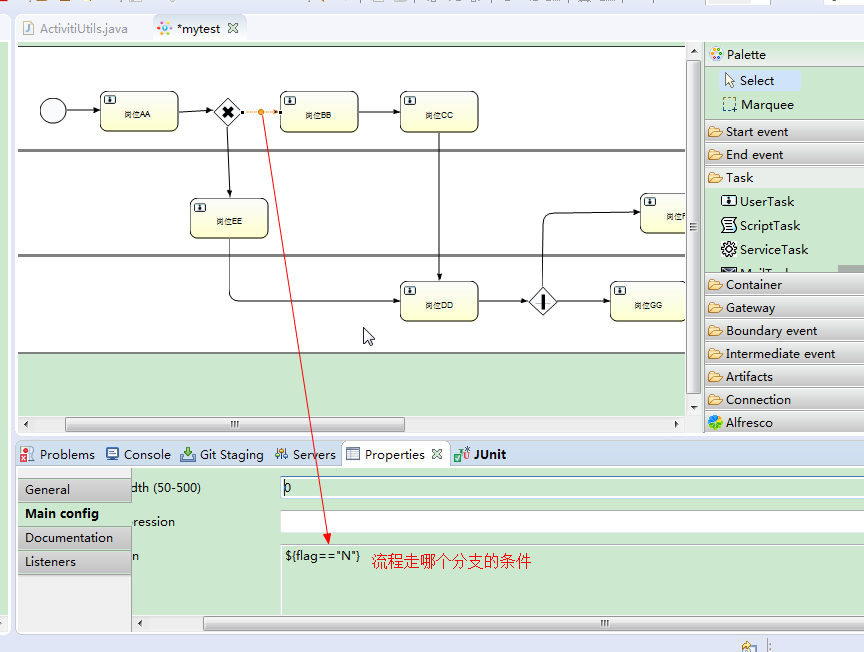 ActivitiUtils.java
*mytest
Palette
Select
Marquee
Start event
End event
Task
UserTask
ScriptTask
ServiceTask
Container
Gateway
Boundary event
Intermediate event
Artifacts
Connection
Alfresco
岗位AA
岗位BB
岗位CC
岗位EE
岗位
岗位DD
岗位GG
Problems
Console
Git Staging
Servers
Properties
JUnit
General
Main config
Documentation
Listeners
dth (50-500)
0
ression
n
${flag=="N"}
流程走哪个分支的条件